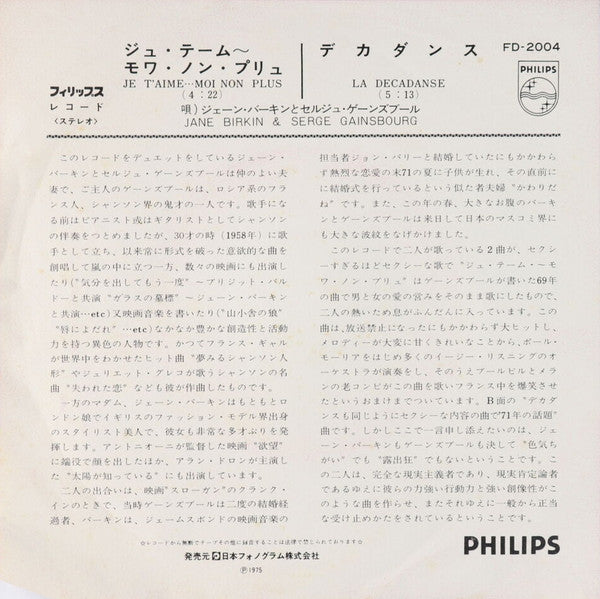 ジュ・テーム〜
モワ・ノン・プリュ
JE T'AIME…MOI NON PLUS
(4:22)
デカダンス
LA DECADANSE
(5:13)
FD-2004
PHILIPS
フィリップス
レコード
〈ステレオ〉
唄)ジェーン・バーキンとセルジュ・ゲーンズブール
JANE BIRKIN & SERGE GAINSBOURG
このレコードをデュエットをしているジェーン・
バーキンとセルジュ・ゲーンズブールは仲のよい夫
妻で、ご主人のゲーンズブールは、ロシア系のフラ
ンス人、シャンソン界の鬼才の一人です。歌手にな
る前はピアニスト或はギタリストとしてシャンソン
の伴奏をつとめましたが、30才の時(1958年)に歌
手として立ち、以来常に形式を破った意欲的な曲を
創唱して嵐の中に立つ一方、数々の映画にも出演し
たり("気分を出してもう一度"〜ブリジット・バル
ドーと共演 "ガラスの墓標"〜ジェーン・バーキン
と共演…etc)又映画音楽を書いたり("山小舎の狼"
"唇によだれ"…etc)なかなか豊かな創造性と活動
力を持つ異色の人物です。かつてフランス・ギャル
が世界中をわかせたヒット曲 "夢みるシャンソン人
形" やジュリエット・グレコが歌うシャンソンの名
曲 "失われた恋" なども彼が作曲したものです。
一方のマダム、ジェーン・バーキンはもともとロ
ンドン娘でイギリスのファッション・モデル界出身
のスタイリスト美人で、彼女も非常な多才ぶりを発
揮します。アントニオーニが監督した映画 "欲望"
に端役で顔を出したほか、アラン・ドロンが主演し
た "太陽が知っている" にも出演しています。
二人の出合いは、映画"スローガン"のクランク・
インのときで、当時ゲーンズブールは二度の結婚経
過者、バーキンは、ジェームスボンドの映画音楽の
担当者ジョン・バリーと結婚していたにもかかわら
ず熱烈な恋愛の末71の夏に子供が生れ、その直前に
に結婚式を行っているという似た者夫婦 "かわりだ
ね" です。また、この年の春、大きなお腹のバーキ
ンとゲーンズブールは来日して日本のマスコミ界に
も大きな波紋をなげかけました。
このレコードで二人が歌っている2曲が、セクシ
ーすぎるほどセクシーな歌で "ジュ・テーム・〜モ
ワ・ノン・プリュ" はゲーンズブールが書いた69年
の曲で男と女の愛の営みをそのまま歌にしたもので、
二人の熱いため息がふんだんに入っています。この
曲は、放送禁止になったにもかかわらず大ヒットし、
メロディーが大変に甘くきれいなことから、ポール・
モーリアをはじめ多くのイージー・リスニングのオ
ーケストラが演奏をし、そのうえブールビルとメラ
ンの老コンビがこの曲を歌いフランス中を爆笑させ
たというおまけまでついています。B面の "デカダ
ンスも同じようにセクシーな内容の曲で"71年の話題"
曲です。しかしここで一言申し添えたいのは、ジェ
ーン・バーキンもゲーンズブールも決して "色気ち
がい" でも "露出狂" でもないということです。こ
の二人は、完全な現実主義者であり、現実肯定論者
であるゆえに彼らの力強い行動力と強い創像性がこ
のような曲を作らせ、またそれゆえに一般から正当
な受け止めかたをされているということです。
☆レコードから無断でテープその他に録音することは法律で禁じられております☆
発売元 日本フォノグラム株式会社
Ⓟ1975
PHILIPS